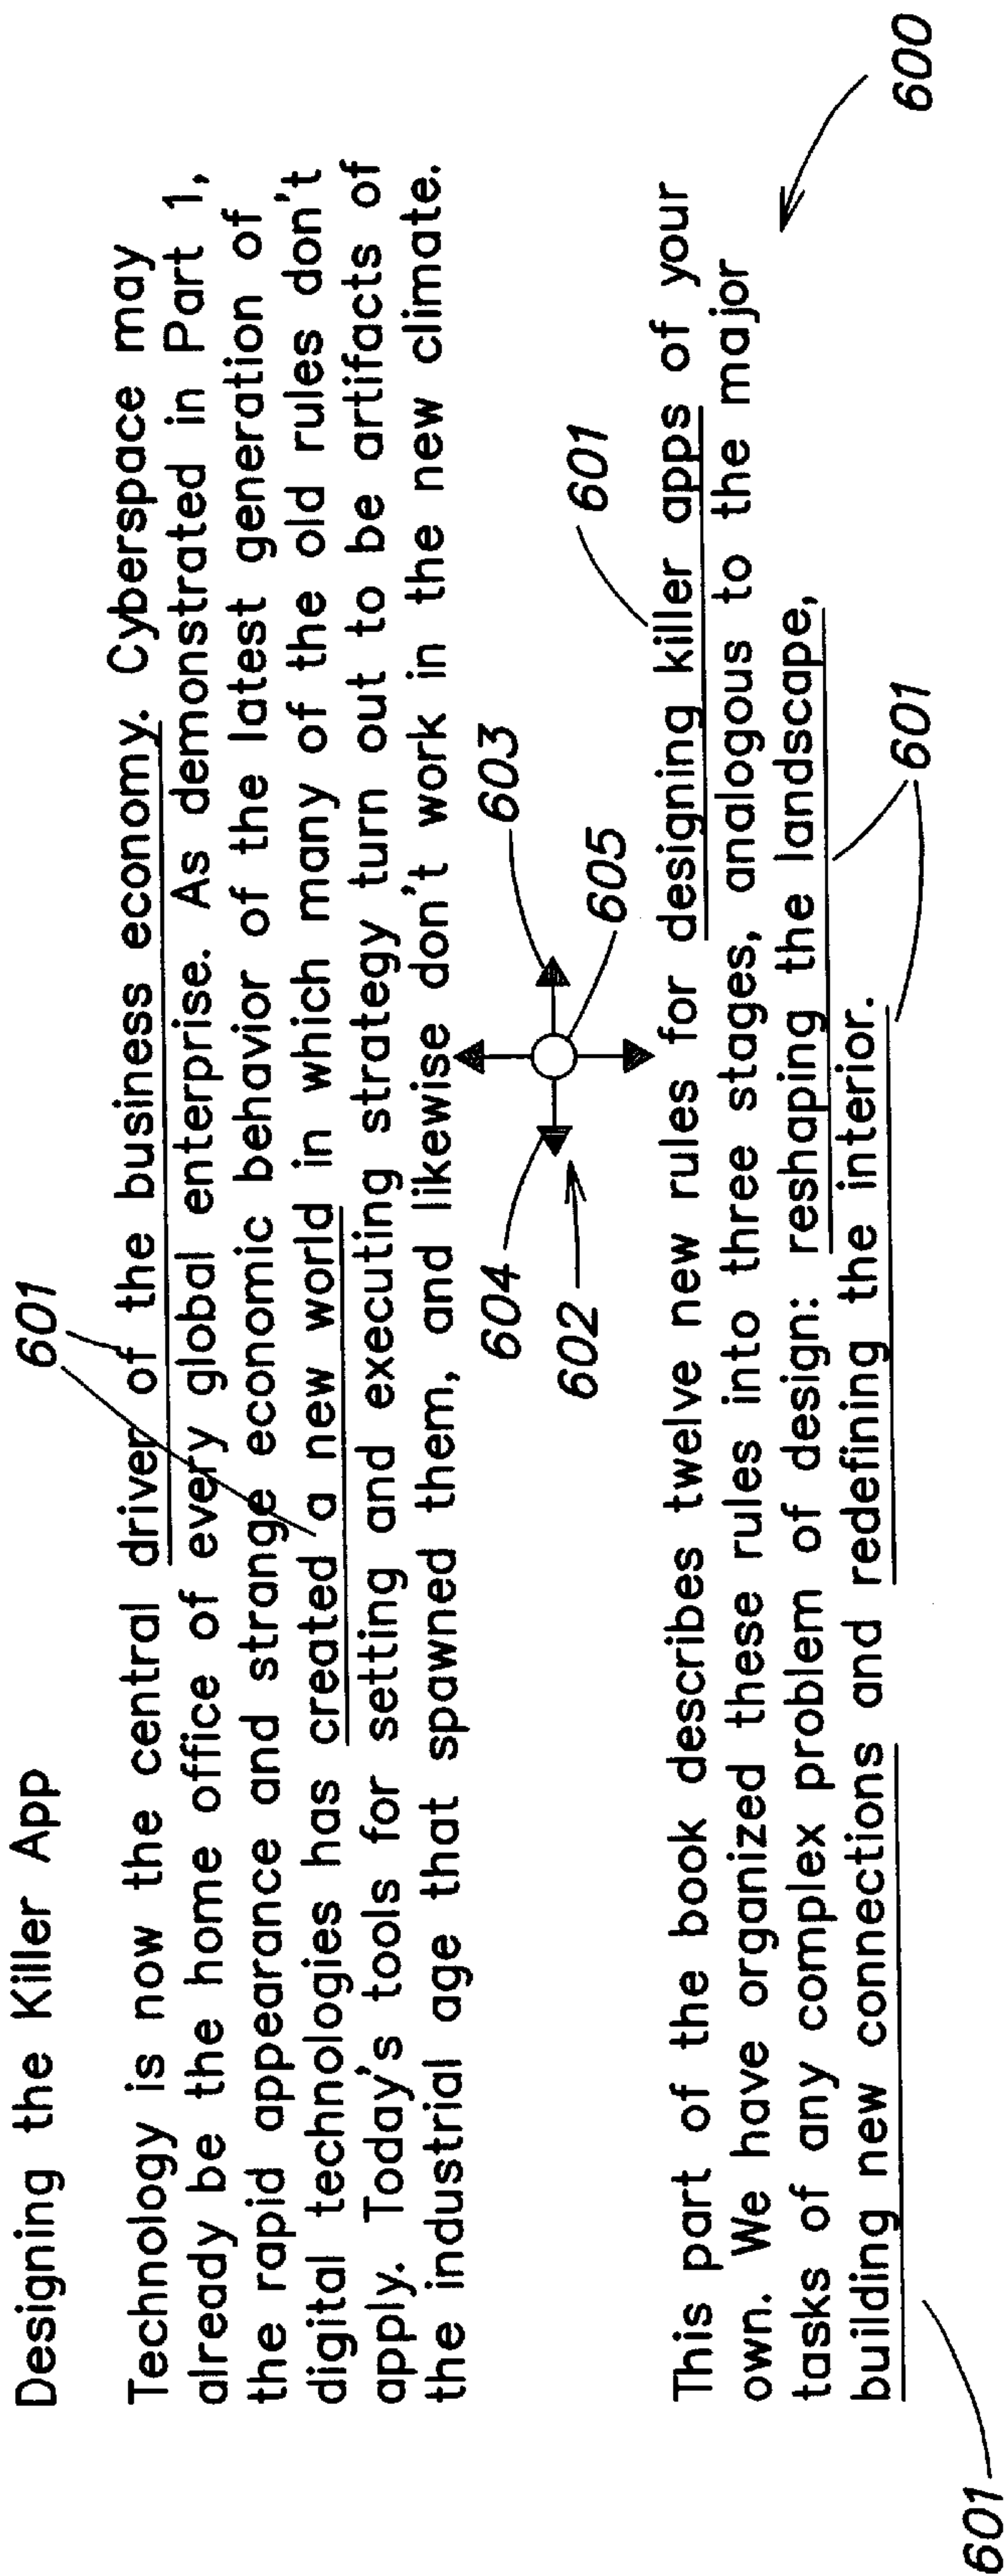 Designing the Killer App
601
Technology is now the central driver of the business economy. Cyberspace may
already be the home office of every global enterprise. As demonstrated in Part 1,
the rapid appearance and strange economic behavior of the latest generation of
digital technologies has created a new world in which many of the old rules don't
apply. Today's tools for setting and executing strategy turn out to be artifacts of
the industrial age that spawned them, and likewise don't work in the new climate.
604
603
602
605
601
This part of the book describes twelve new rules for designing killer apps of your
own. We have organized these rules into three stages, analogous to the major
tasks of any complex problem of design: reshaping the landscape,
building new connections and redefining the interior.
601
601
600